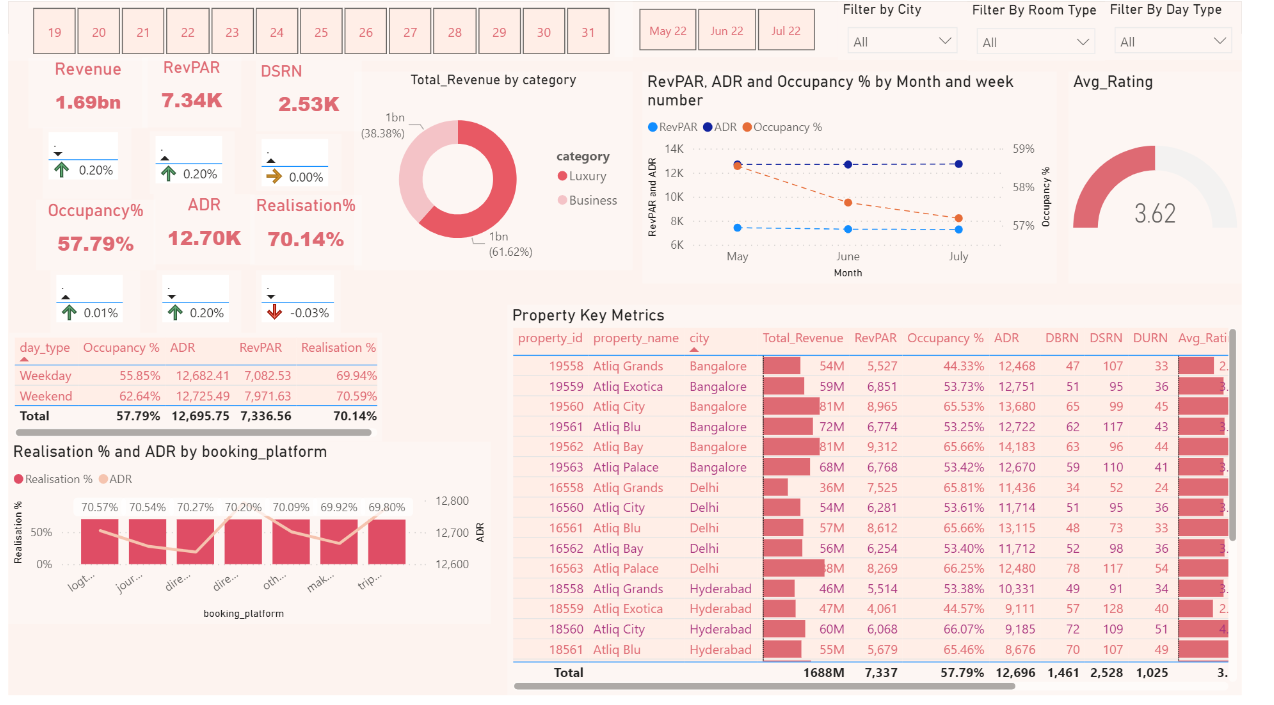 19 20 21 22 23 24 25 26 27 28 29 30 31
May 22 Jun 22 Jul 22
Filter by City
All
Filter By Room Type
All
Filter By Day Type
All
Revenue
1.69bn
0.20%
RevPAR
7.34K
0.20%
DSRN
2.53K
0.00%
Occupancy%
57.79%
0.01%
ADR
12.70K
0.20%
Realisation%
70.14%
-0.03%
Total_Revenue by category
1bn
(38.38%)
1bn
(61.62%)
category
Luxury
Business
RevPAR, ADR and Occupancy % by Month and week
number
RevPAR ADR Occupancy %
RevPAR and ADR
14K
12K
10K
8K
6K
59%
58%
57%
Occupancy %
May June July
Month
Avg_Rating
3.62
day_type Occupancy % ADR RevPAR Realisation %
Weekday 55.85% 12,682.41 7,082.53 69.94%
Weekend 62.64% 12,725.49 7,971.63 70.59%
Total 57.79% 12,695.75 7,336.56 70.14%
Realisation % and ADR by booking_platform
Realisation % ADR
Realisation %
50%
0%
70.57% 70.54% 70.27% 70.20% 70.09% 69.92% 69.80%
12,800
12,700
12,600
ADR
logt... jour... dire... dire... oth... mak... trip...
booking_platform
Property Key Metrics
property_id property_name city Total_Revenue RevPAR Occupancy % ADR DBRN DSRN DURN Avg_Rati
19558 Atliq Grands Bangalore 54M 5,527 44.33% 12,468 47 107 33 2.
19559 Atliq Exotica Bangalore 59M 6,851 53.73% 12,751 51 95 36 3.
19560 Atliq City Bangalore 81M 8,965 65.53% 13,680 65 99 45
19561 Atliq Blu Bangalore 72M 6,774 53.25% 12,722 62 117 43 3.
19562 Atliq Bay Bangalore 81M 9,312 65.66% 14,183 63 96 44
19563 Atliq Palace Bangalore 68M 6,768 53.42% 12,670 59 110 41 3.
16558 Atliq Grands Delhi 36M 7,525 65.81% 11,436 34 52 24
16560 Atliq City Delhi 54M 6,281 53.61% 11,714 51 95 36 3.
16561 Atliq Blu Delhi 57M 8,612 65.66% 13,115 48 73 33
16562 Atliq Bay Delhi 56M 6,254 53.40% 11,712 52 98 36 3.
16563 Atliq Palace Delhi 8,269 66.25% 12,480 78 117 54
18558 Atliq Grands Hyderabad 46M 5,514 53.38% 10,331 49 91 34 3.
18559 Atliq Exotica Hyderabad 47M 4,061 44.57% 9,111 57 128 40 2.
18560 Atliq City Hyderabad 60M 6,068 66.07% 9,185 72 109 51 4.
18561 Atliq Blu Hyderabad 55M 5,679 65.46% 8,676 70 107 49
Total 1688M 7,337 57.79% 12,696 1,461 2,528 1,025 3.